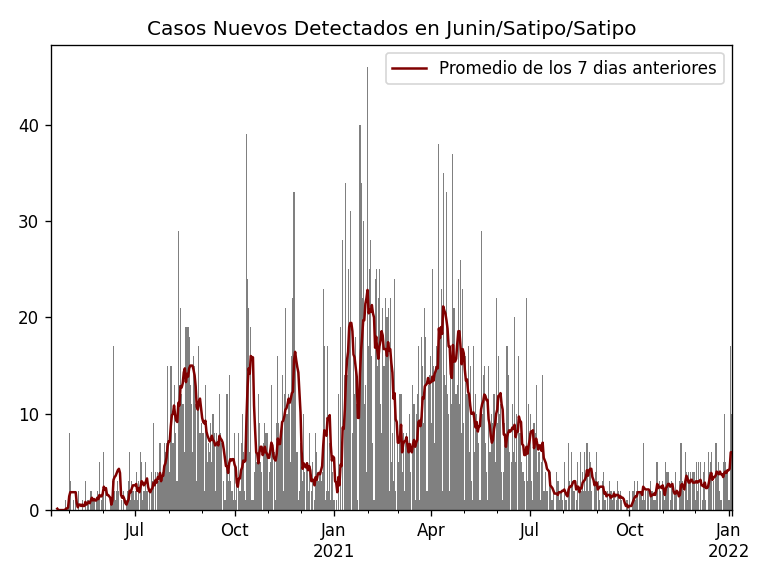 Casos Nuevos Detectados en Junin/Satipo/Satipo
Promedio de los 7 dias anteriores
40
30
20
10
0
Jul
Oct
Jan
2021
Apr
Jul
Oct
Jan
2022